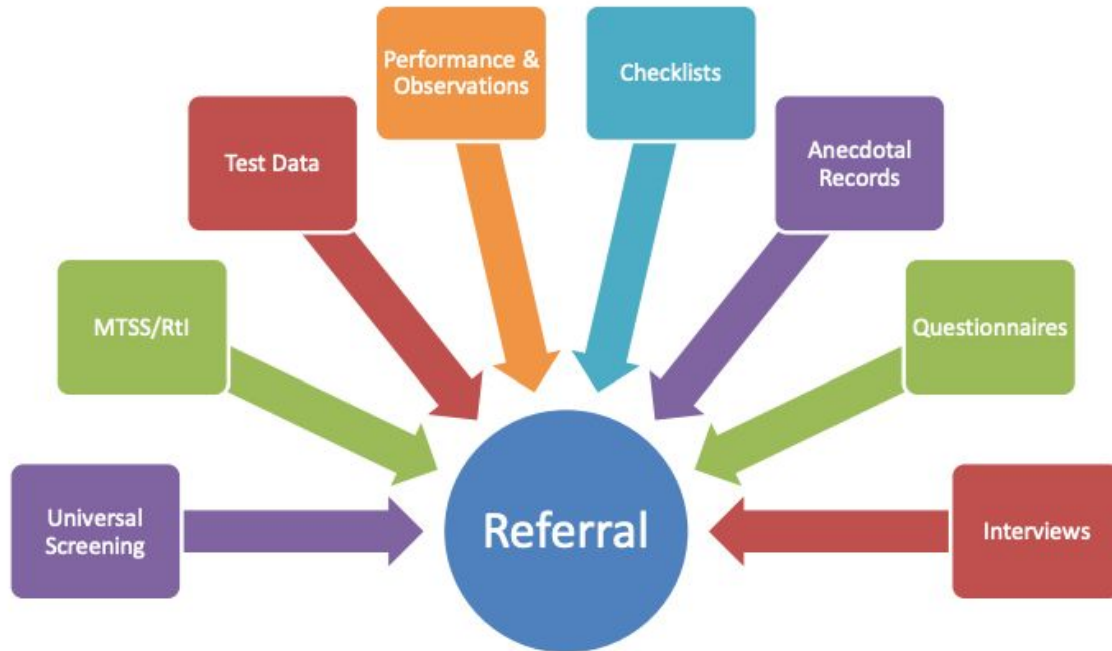 Performance &
Observations
Checklists
Test Data
Anecdotal
Records
MTSS/RtI
Questionnaires
Universal
Screening
Referral
Interviews